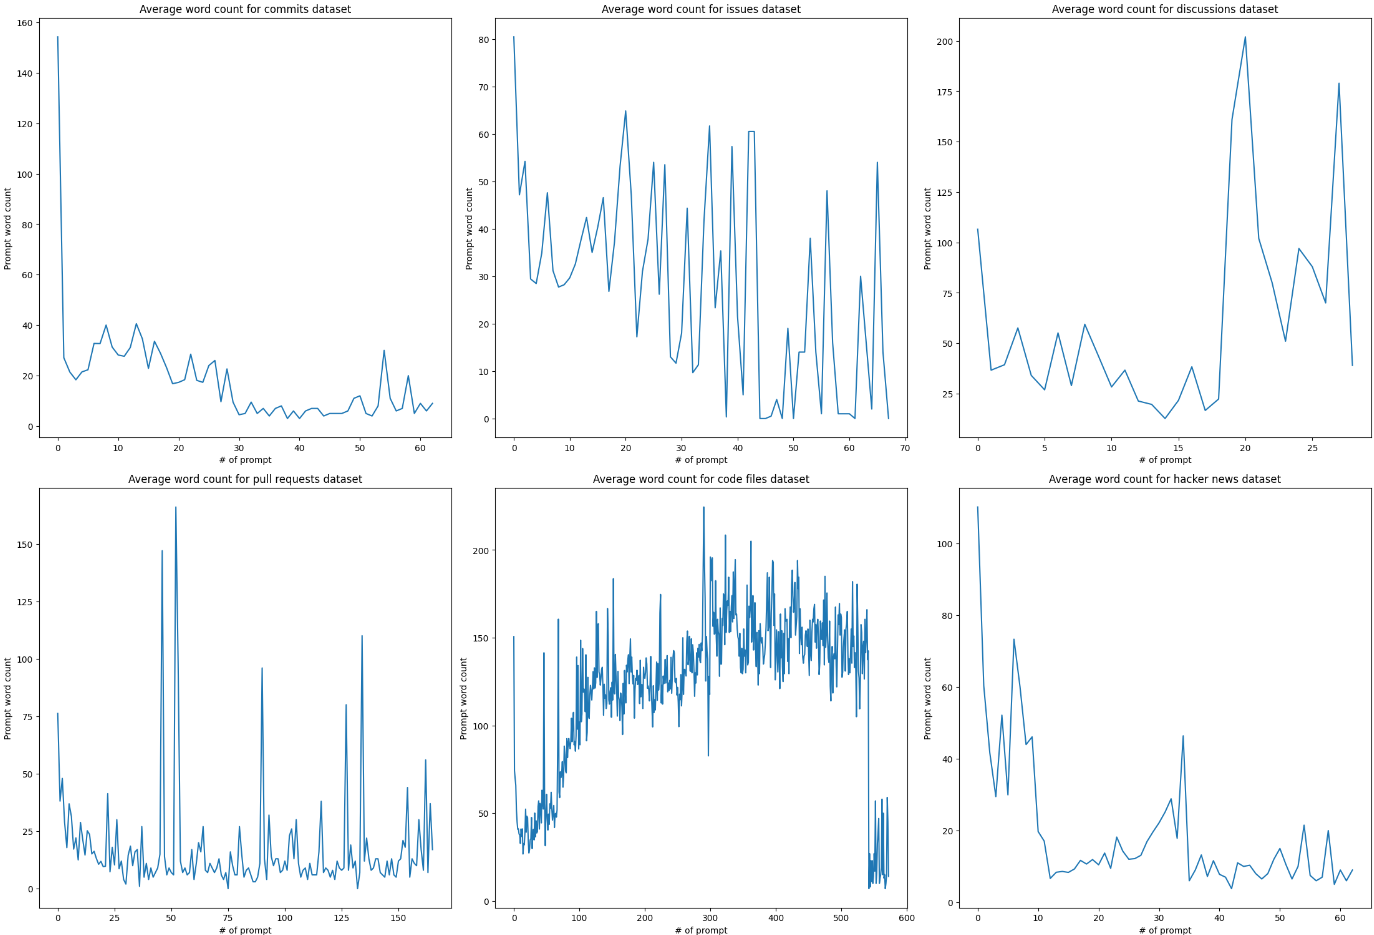 Average word count for commits dataset
160
140
120
100
80
60
40
20
0
Prompt word count
0 10 20 30 40 50 60
# of prompt
Average word count for issues dataset
80
70
60
50
40
30
20
10
0
Prompt word count
0 10 20 30 40 50 60 70
# of prompt
Average word count for discussions dataset
200
175
150
125
100
75
50
25
Prompt word count
0 5 10 15 20 25
# of prompt
Average word count for pull requests dataset
150
125
100
75
50
25
0
Prompt word count
0 25 50 75 100 125 150
# of prompt
Average word count for code files dataset
200
150
100
50
0
Prompt word count
0 100 200 300 400 500 600
# of prompt
Average word count for hacker news dataset
100
80
60
40
20
0
Prompt word count
0 10 20 30 40 50 60
# of prompt